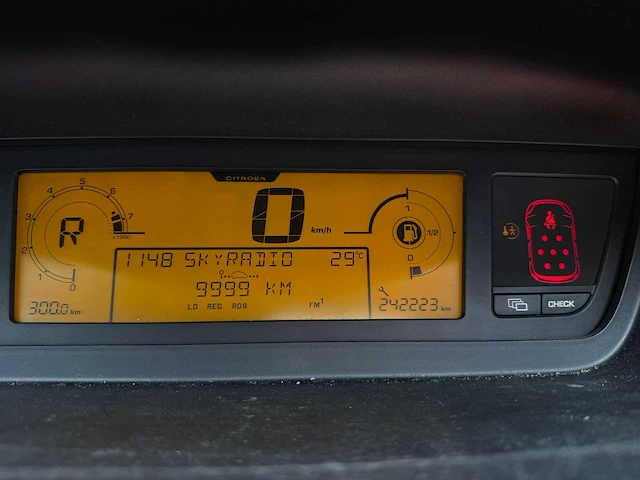 CITROËN
4 5 6 7 x1000
3
2
1
0
R
0 km/h
1 1/2 0
1148 SKYRADIO 29°C
9999 KM
LO REG RDS FM1
300.0 km
242223 km
CHECK